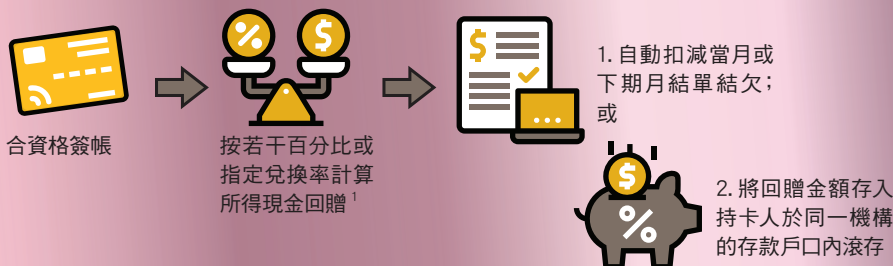 合資格簽帳
按若干百分比或
指定兌換率計算
所得現金回贈1
1. 自動扣減當月或
下期月結單結欠；
或
2. 將回贈金額存入
持卡人於同一機構
的存款戶口內滾存